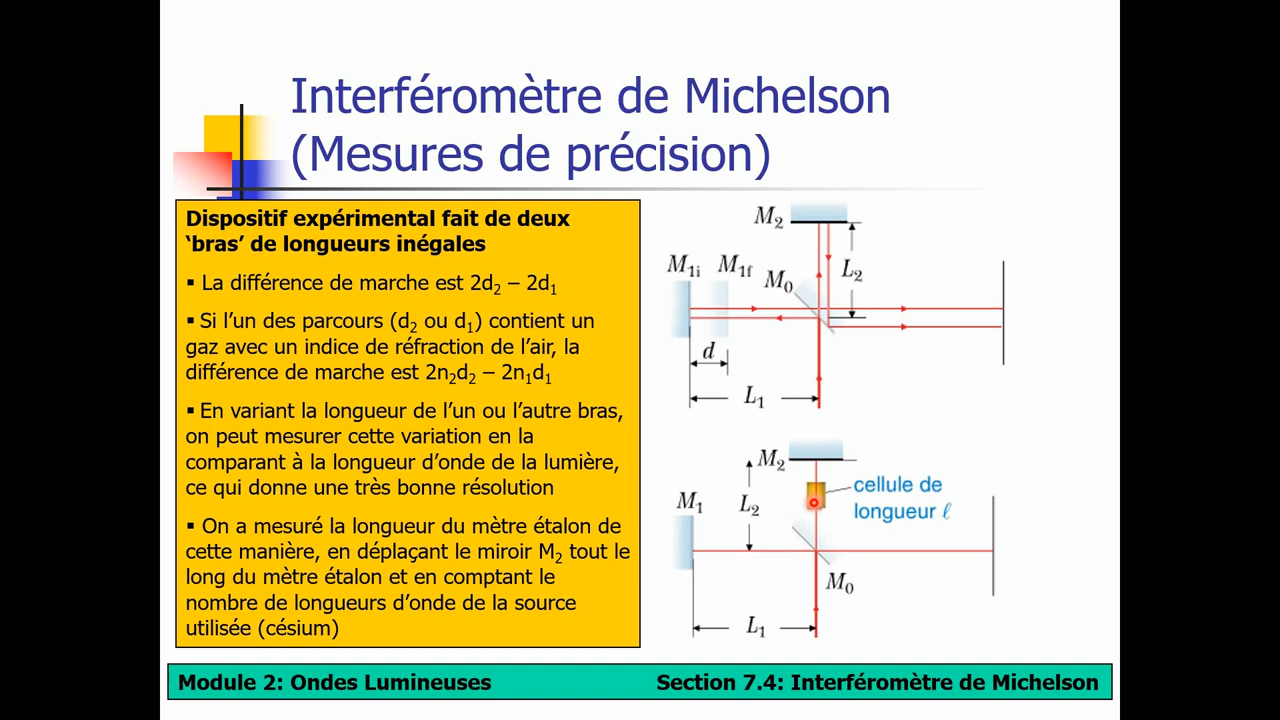 Interféromètre de Michelson
(Mesures de précision)
Dispositif expérimental fait de deux
‘bras’ de longueurs inégales
▪ La différence de marche est 2d₂ – 2d₁
▪ Si l’un des parcours (d₂ ou d₁) contient un
gaz avec un indice de réfraction de l’air, la
différence de marche est 2n₂d₂ – 2n₁d₁
▪ En variant la longueur de l’un ou l’autre bras,
on peut mesurer cette variation en la
comparant à la longueur d’onde de la lumière,
ce qui donne une très bonne résolution
▪ On a mesuré la longueur du mètre étalon de
cette manière, en déplaçant le miroir M₂ tout le
long du mètre étalon et en comptant le
nombre de longueurs d’onde de la source
utilisée (césium)
M₂
M₁ᵢ M₁f M₀
L₂
d
L₁
M₂
cellule de
longueur ℓ
M₁ L₂
M₀
L₁
Module 2: Ondes Lumineuses
Section 7.4: Interféromètre de Michelson